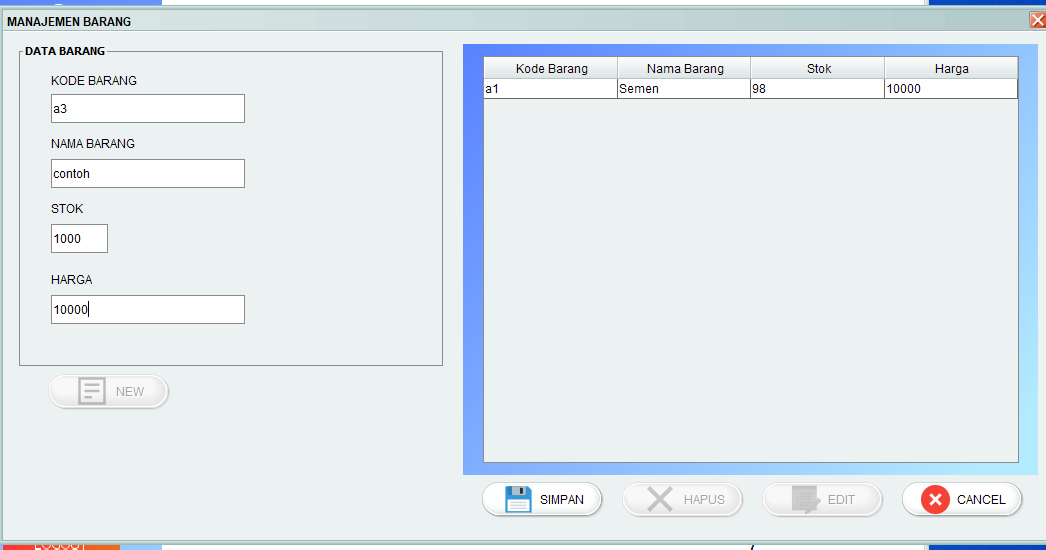 MANAJEMEN BARANG
DATA BARANG
KODE BARANG
a3
NAMA BARANG
contoh
STOK
1000
HARGA
10000
NEW
Kode Barang Nama Barang Stok Harga
a1 Semen 98 10000
SIMPAN HAPUS EDIT CANCEL